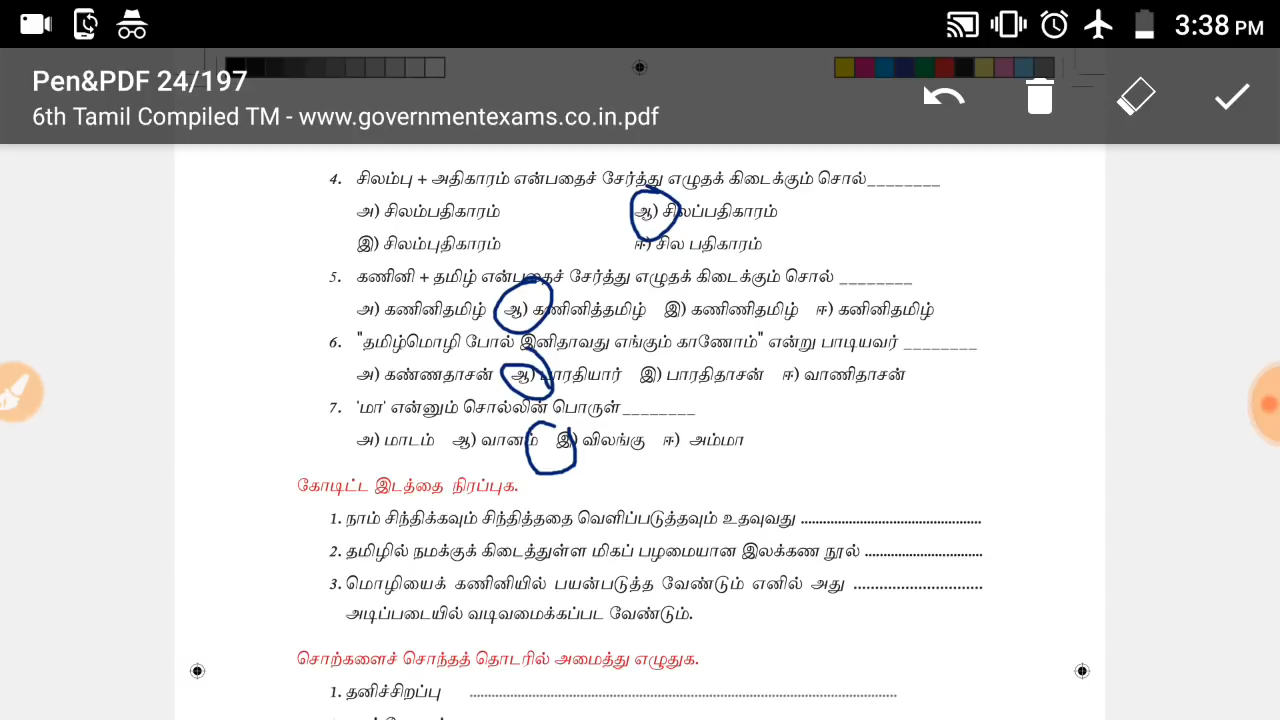 3:38 PM
Pen&PDF 24/197
6th Tamil Compiled TM - www.governmentexams.co.in.pdf
4. சிலம்பு + அதிகாரம் என்பதைச் சேர்த்து எழுதக் கிடைக்கும் சொல்________
அ) சிலம்பதிகாரம் ஆ) சிலப்பதிகாரம்
இ) சிலம்புதிகாரம் ஈ) சில பதிகாரம்
5. கணினி + தமிழ் என்பதைச் சேர்த்து எழுதக் கிடைக்கும் சொல் ________
அ) கணினிதமிழ் ஆ) கணினித்தமிழ் இ) கணிணிதமிழ் ஈ) கனினிதமிழ்
6. "தமிழ்மொழி போல் இனிதாவது எங்கும் காணோம்" என்று பாடியவர் ________
அ) கண்ணதாசன் ஆ) பாரதியார் இ) பாரதிதாசன் ஈ) வாணிதாசன்
7. 'மா' என்னும் சொல்லின் பொருள்________
அ) மாடம் ஆ) வானம் இ) விலங்கு ஈ) அம்மா
கோடிட்ட இடத்தை நிரப்புக.
1. நாம் சிந்திக்கவும் சிந்தித்ததை வெளிப்படுத்தவும் உதவுவது ..................................................
2. தமிழில் நமக்குக் கிடைத்துள்ள மிகப் பழமையான இலக்கண நூல் ................................
3. மொழியைக் கணினியில் பயன்படுத்த வேண்டும் எனில் அது ..............................
அடிப்படையில் வடிவமைக்கப்பட வேண்டும்.
சொற்களைச் சொந்தத் தொடரில் அமைத்து எழுதுக.
1. தனிச்சிறப்பு ....................................................................................................